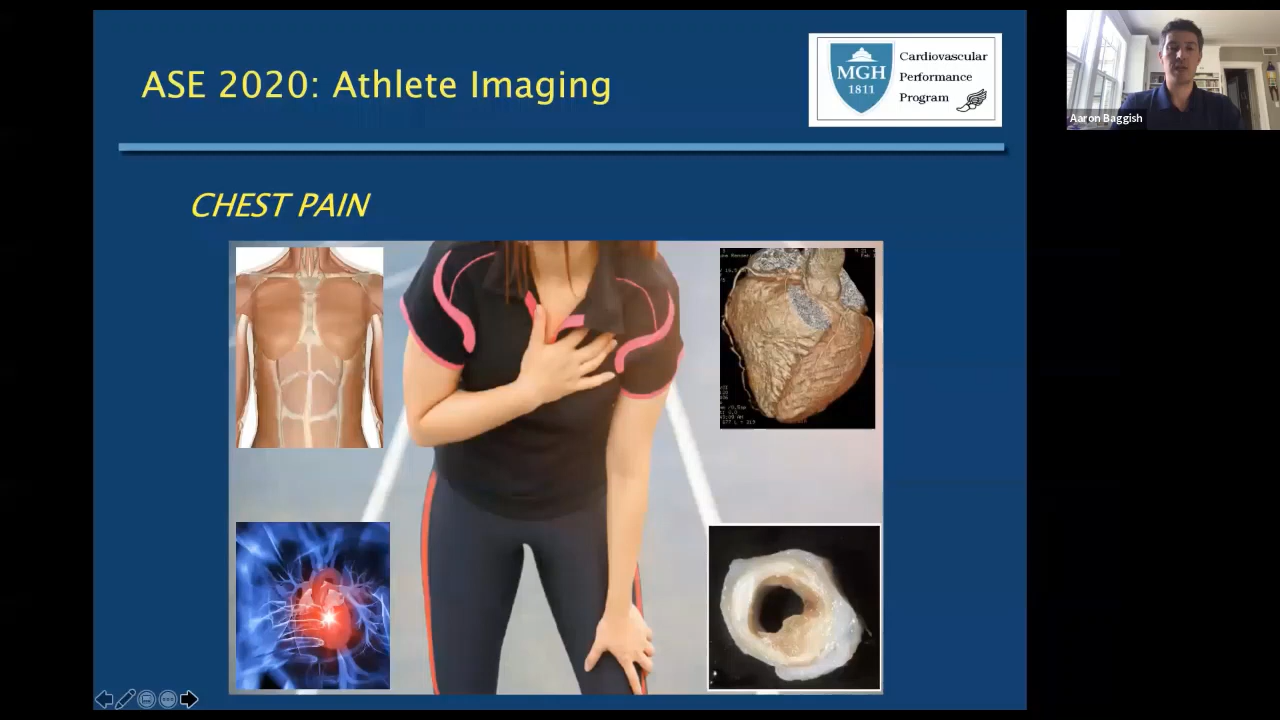 ASE 2020: Athlete Imaging
MGH
1811
Cardiovascular
Performance
Program
Aaron Baggish
CHEST PAIN